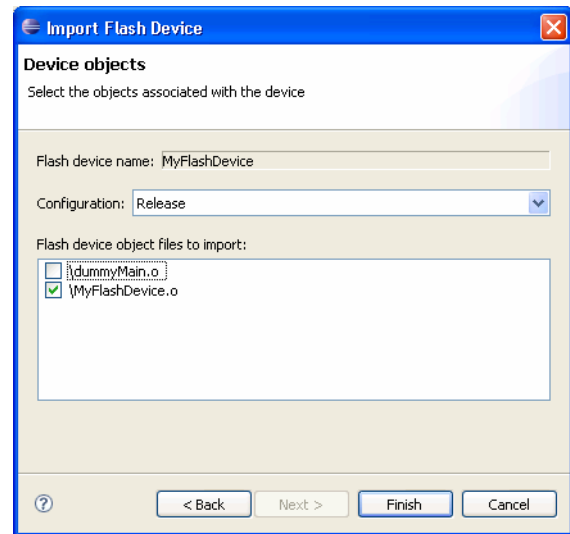 Import Flash Device
Device objects
Select the objects associated with the device
Flash device name: MyFlashDevice
Configuration: Release
Flash device object files to import:
\dummyMain.o
\MyFlashDevice.o
? < Back Next > Finish Cancel